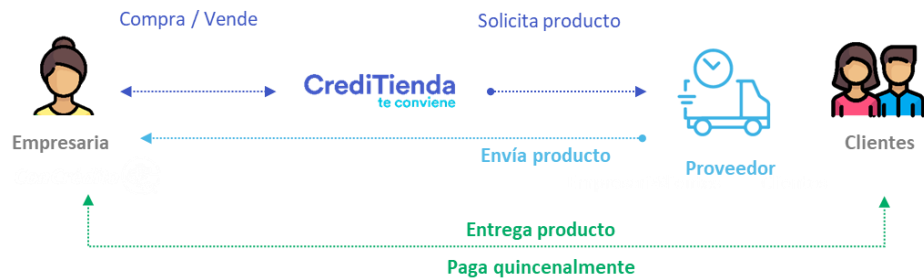 Compra / Vende
Solicita producto
CrediTienda
te conviene
Empresaria
Envía producto
Proveedor
Clientes
Entrega producto
Paga quincenalmente